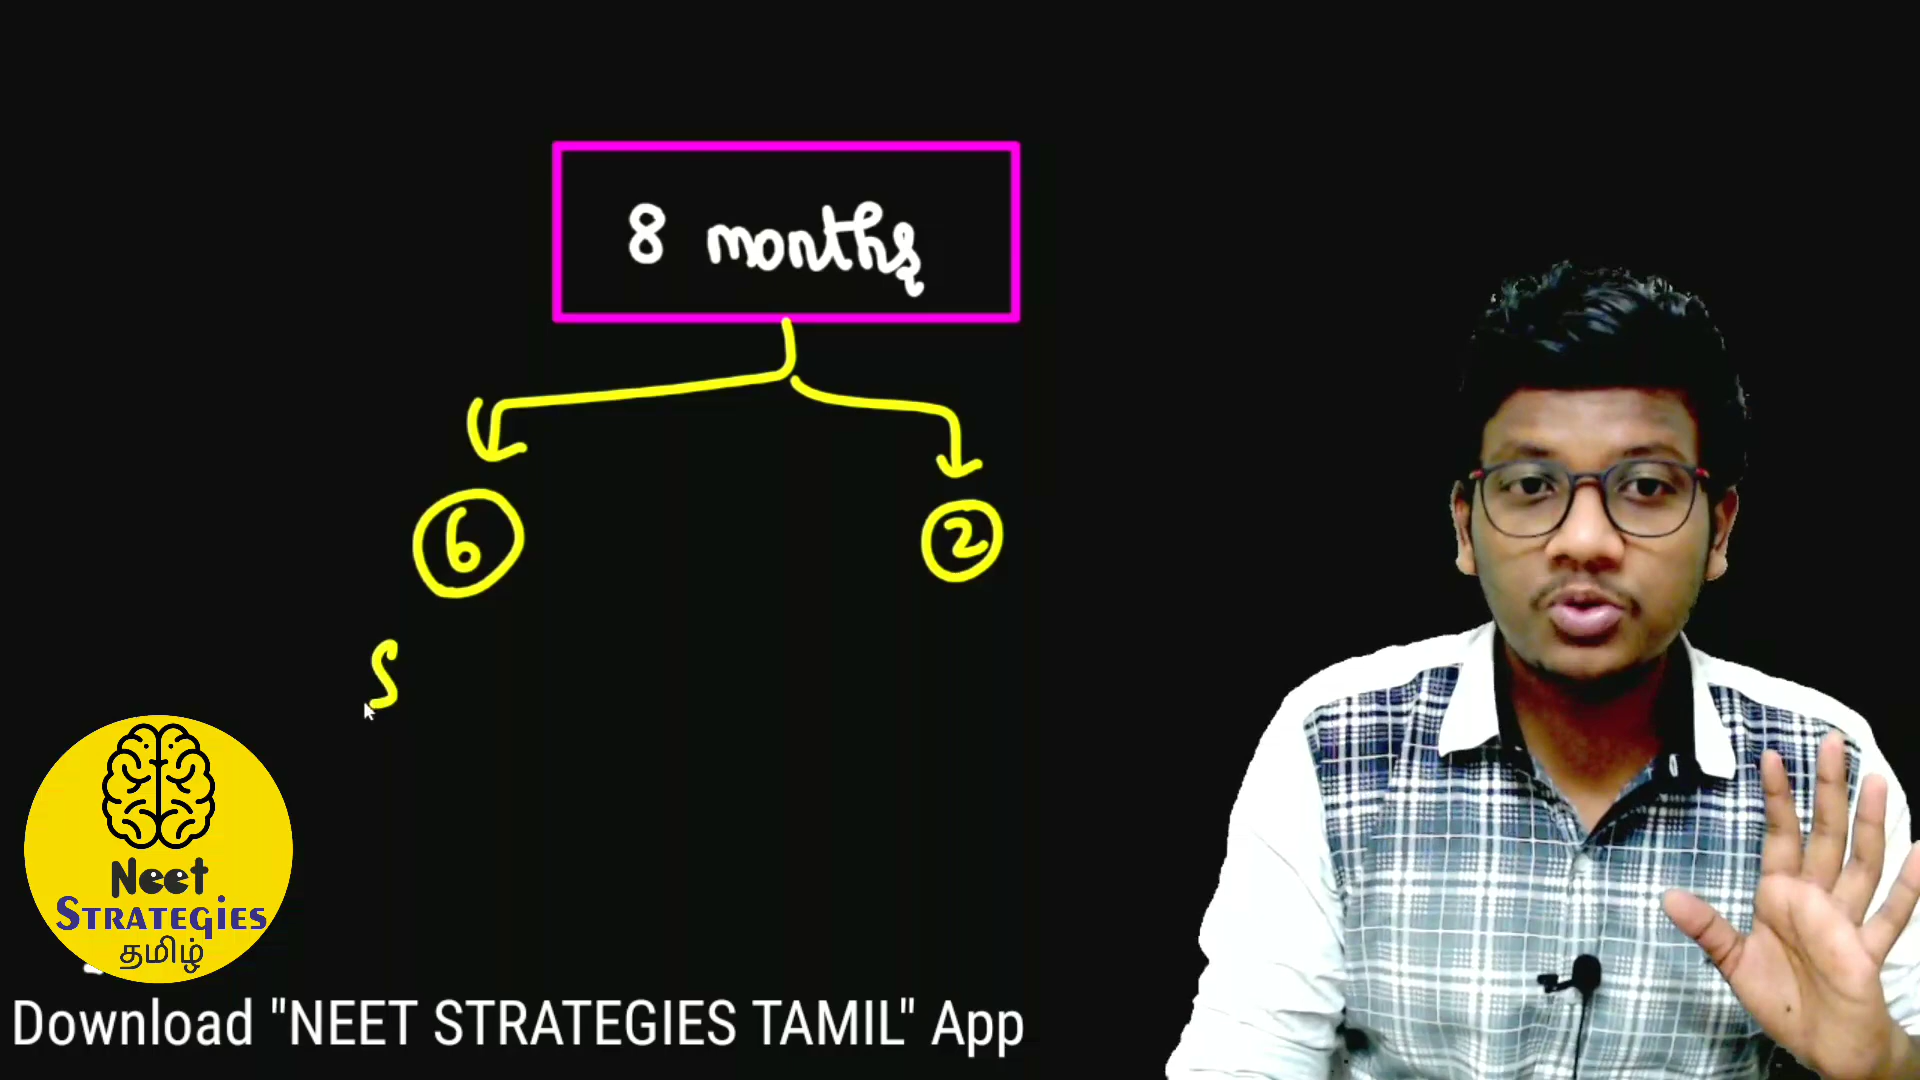 8 months
6
2
S
Neet
STRATEGIES
தமிழ்
Download "NEET STRATEGIES TAMIL" App